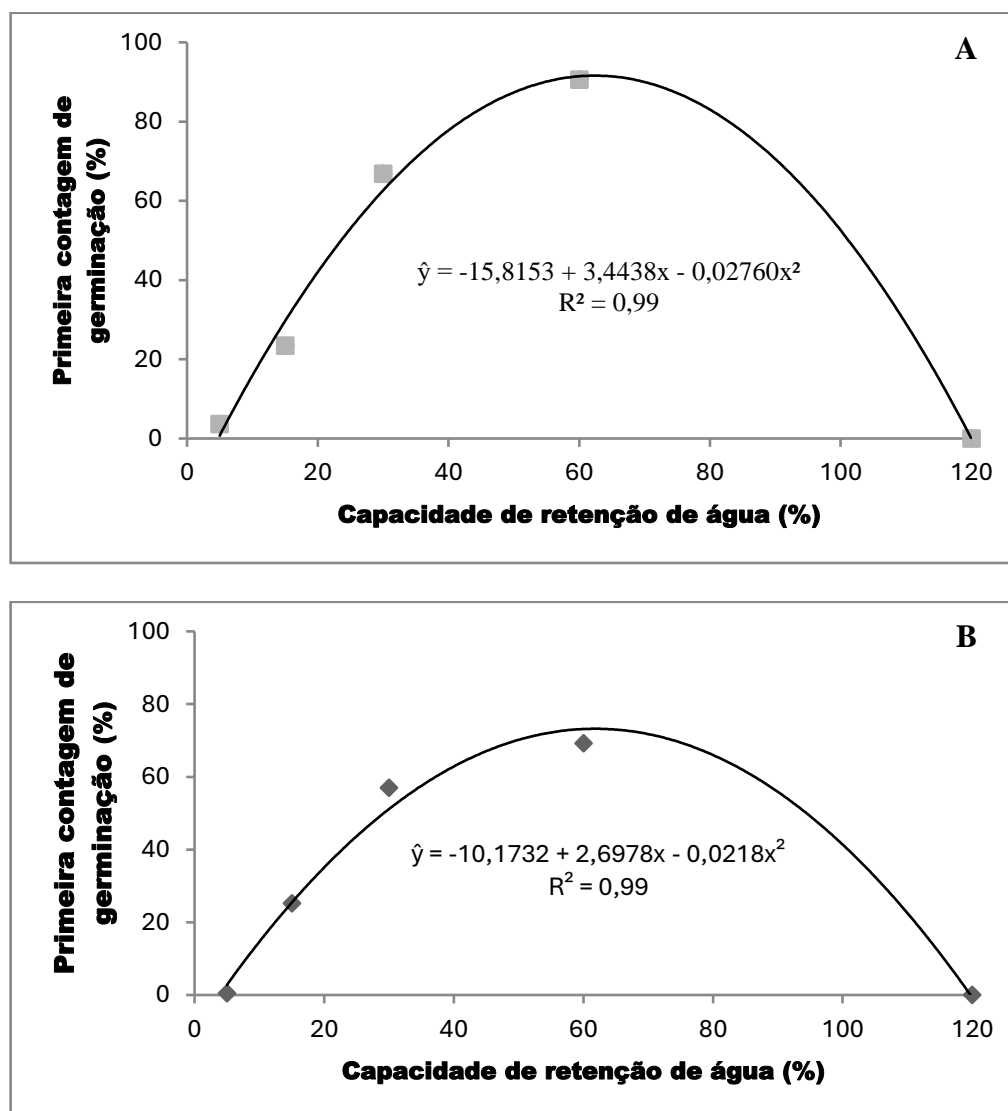 A
Primeira contagem de
germinação (%)
100
80
60
40
20
0
ŷ = -15,8153 + 3,4438x - 0,02760x²
R² = 0,99
0 20 40 60 80 100 120
Capacidade de retenção de água (%)
B
Primeira contagem de
germinação (%)
100
80
60
40
20
0
ŷ = -10,1732 + 2,6978x - 0,0218x²
R² = 0,99
0 20 40 60 80 100 120
Capacidade de retenção de água (%)